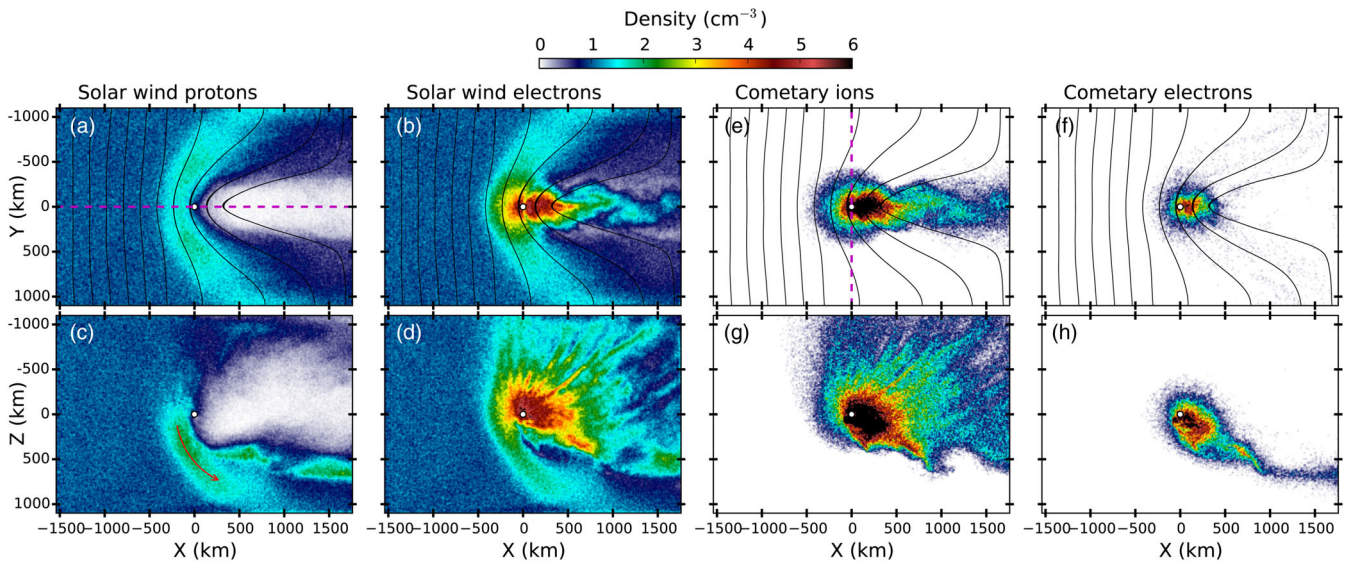 Density (cm⁻³)
0 1 2 3 4 5 6
Solar wind protons
Solar wind electrons
Cometary ions
Cometary electrons
(a)
(b)
(e)
(f)
-1000
-500
0
500
1000
Y (km)
(c)
(d)
(g)
(h)
-1000
-500
0
500
1000
Z (km)
−1500 −1000 −500 0 500 1000 1500
−1500 −1000 −500 0 500 1000 1500
−1500 −1000 −500 0 500 1000 1500
−1500 −1000 −500 0 500 1000 1500
X (km)
X (km)
X (km)
X (km)